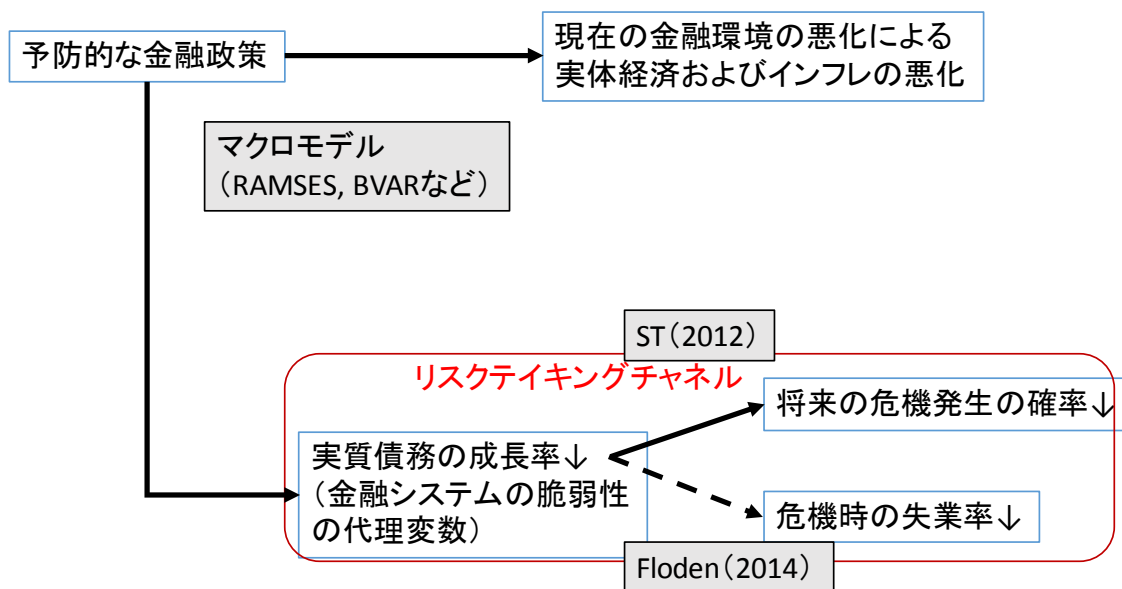 予防的な金融政策
現在の金融環境の悪化による
実体経済およびインフレの悪化
マクロモデル
（RAMSES, BVARなど）
ST（2012）
リスクテイキングチャネル
将来の危機発生の確率↓
実質債務の成長率↓
（金融システムの脆弱性
の代理変数）
危機時の失業率↓
Floden（2014）